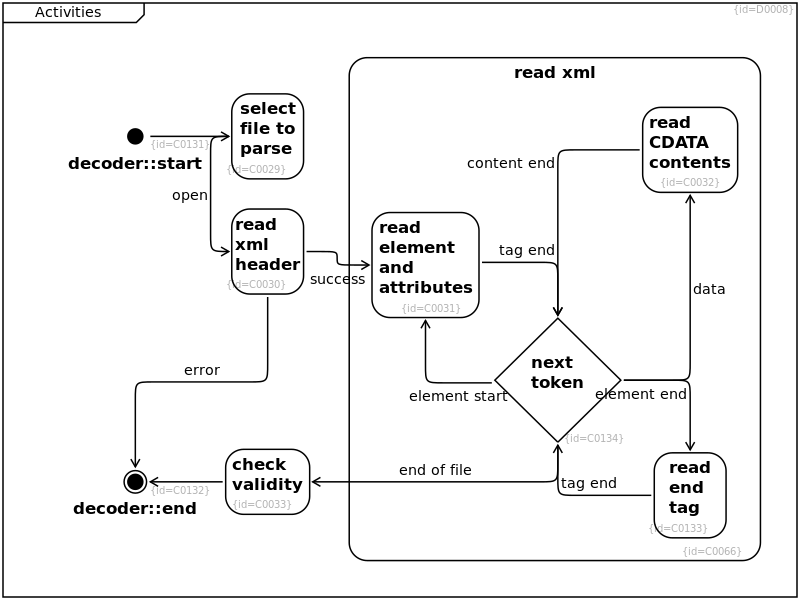 Activities
{id=D0008}
read xml
select
file to
parse
{id=C0029}
{id=C0131}
decoder::start
open
read
CDATA
contents
{id=C0032}
content end
read
xml
header
{id=C0030}
success
read
element
and
attributes
{id=C0031}
tag end
data
next
token
{id=C0134}
error
element start
element end
check
validity
{id=C0033}
{id=C0132}
decoder::end
end of file
tag end
read
end
tag
{id=C0133}
{id=C0066}